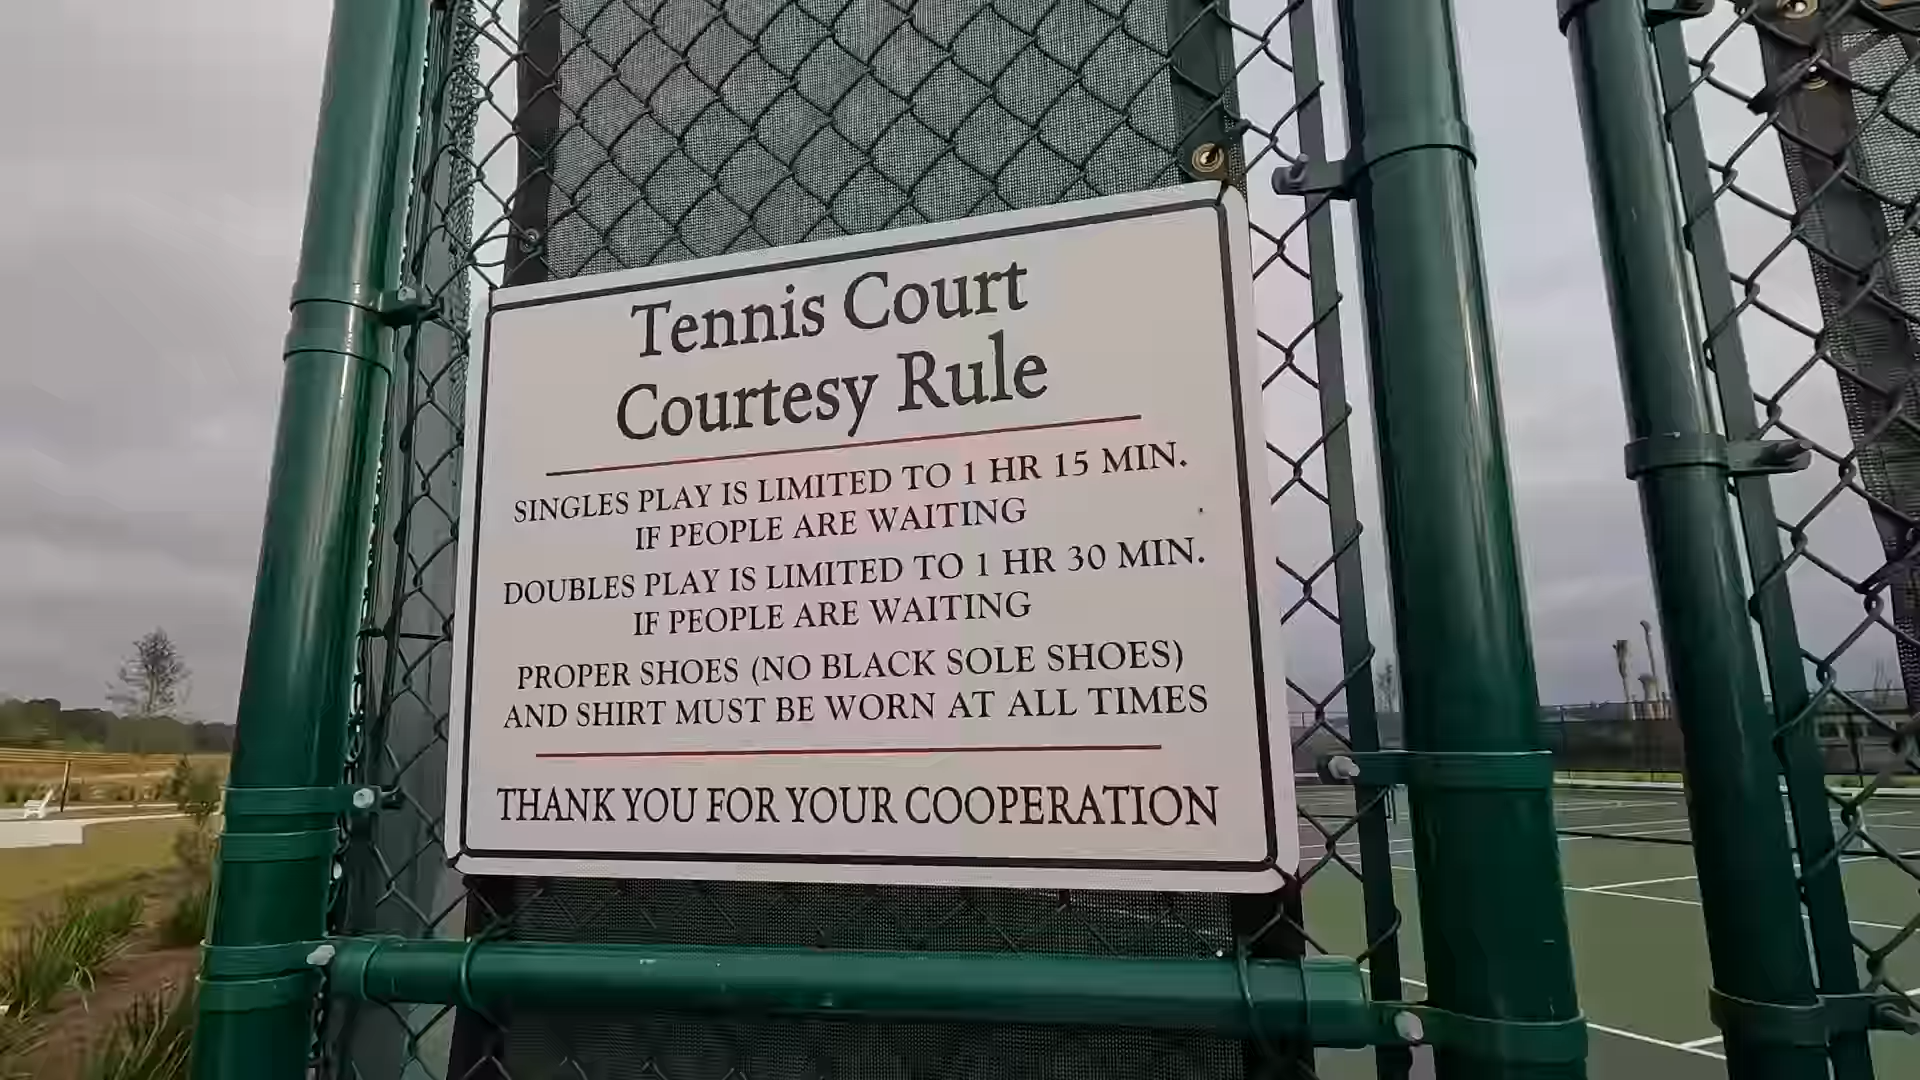 Tennis Court
Courtesy Rule
SINGLES PLAY IS LIMITED TO 1 HR 15 MIN.
IF PEOPLE ARE WAITING
DOUBLES PLAY IS LIMITED TO 1 HR 30 MIN.
IF PEOPLE ARE WAITING
PROPER SHOES (NO BLACK SOLE SHOES)
AND SHIRT MUST BE WORN AT ALL TIMES
THANK YOU FOR YOUR COOPERATION